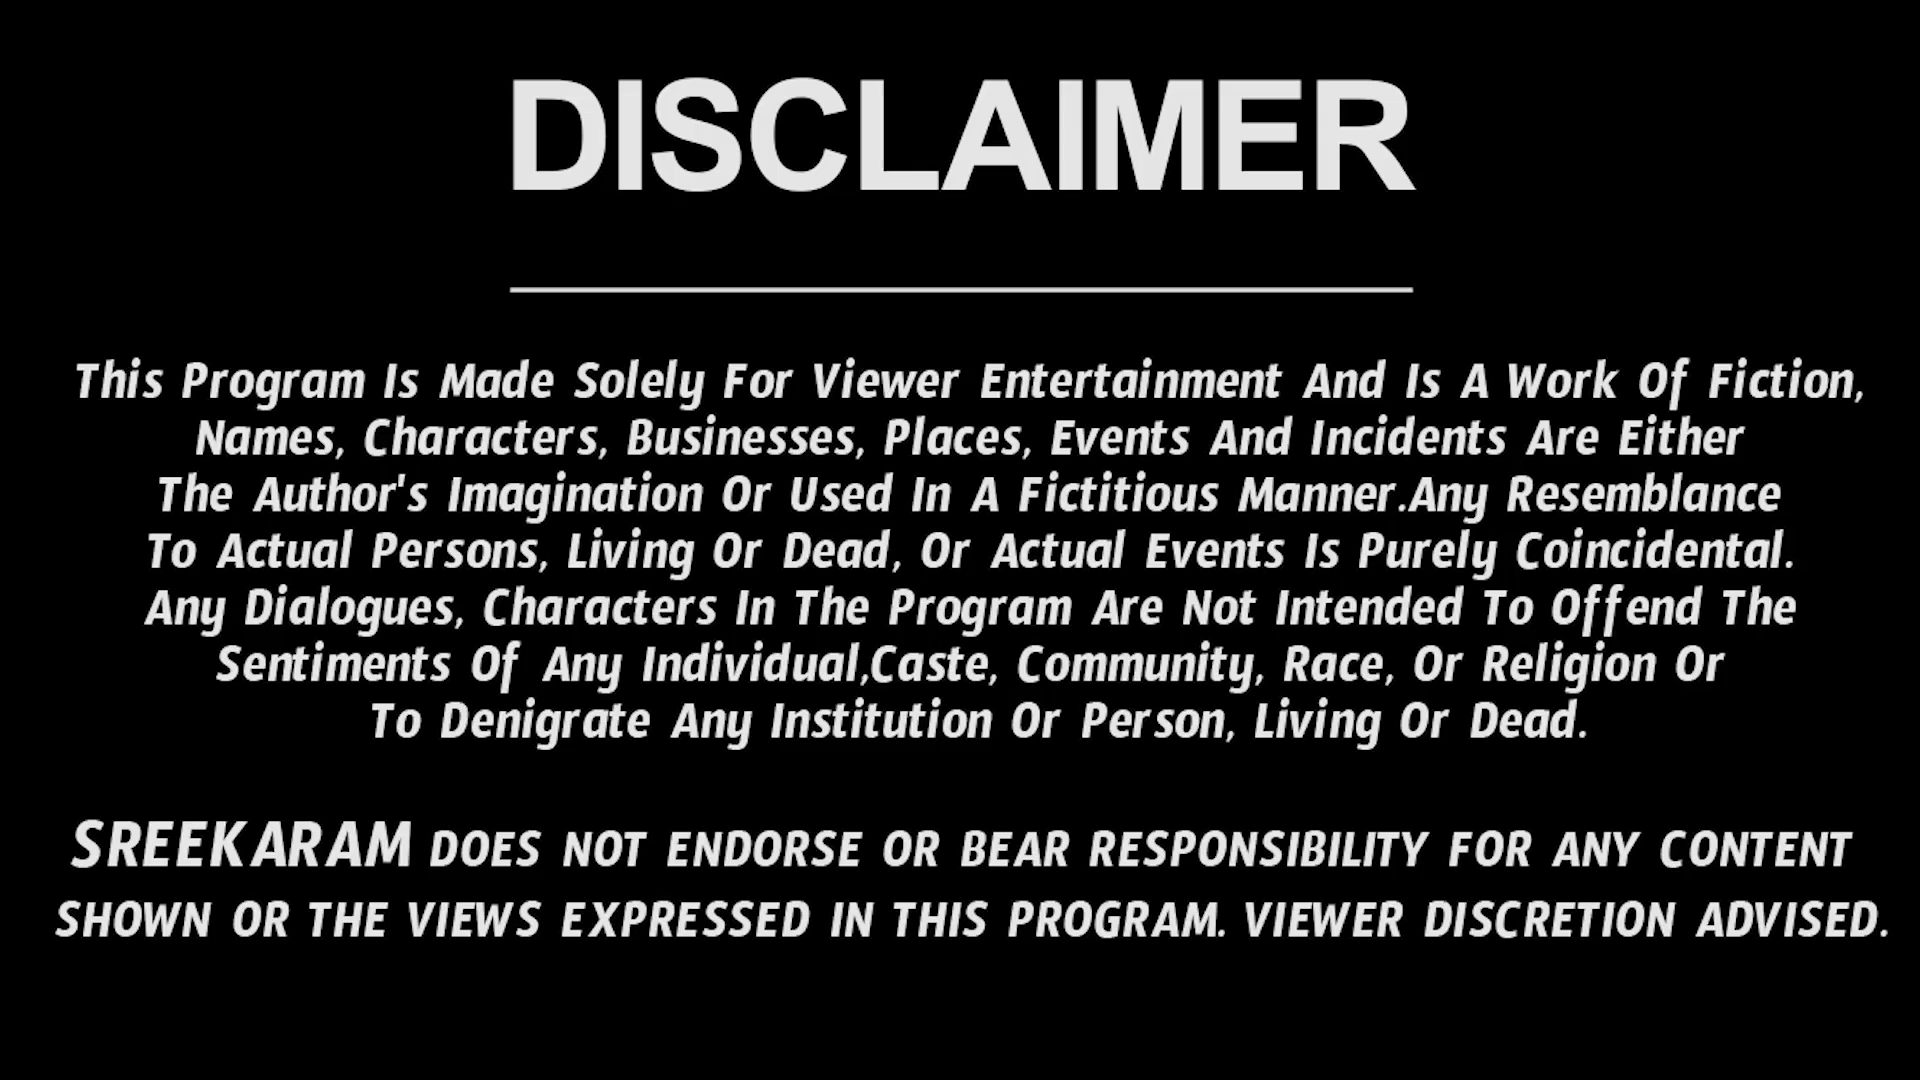 DISCLAIMER
This Program Is Made Solely For Viewer Entertainment And Is A Work Of Fiction,
Names, Characters, Businesses, Places, Events And Incidents Are Either
The Author's Imagination Or Used In A Fictitious Manner.Any Resemblance
To Actual Persons, Living Or Dead, Or Actual Events Is Purely Coincidental.
Any Dialogues, Characters In The Program Are Not Intended To Offend The
Sentiments Of Any Individual,Caste, Community, Race, Or Religion Or
To Denigrate Any Institution Or Person, Living Or Dead.
SREEKARAM DOES NOT ENDORSE OR BEAR RESPONSIBILITY FOR ANY CONTENT
SHOWN OR THE VIEWS EXPRESSED IN THIS PROGRAM. VIEWER DISCRETION ADVISED.